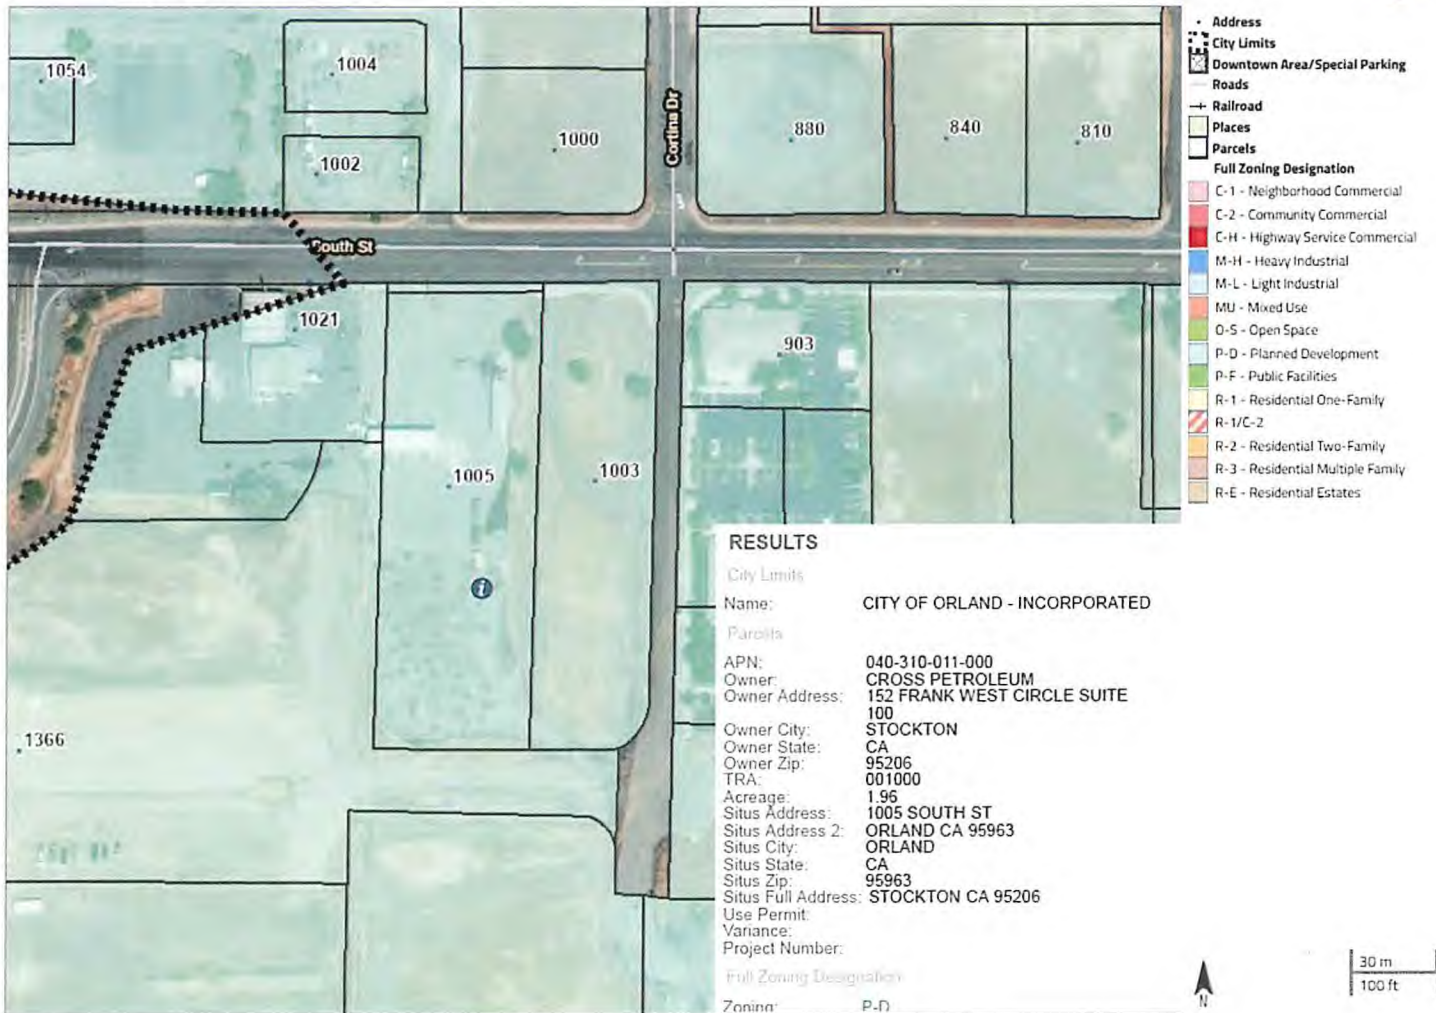 1054
1004
1002
1000
Cortina Dr
880
840
810
South St
1021
903
1005
1003
1366
Address
City Limits
Downtown Area/Special Parking
Roads
Railroad
Places
Parcels
Full Zoning Designation
C-1 - Neighborhood Commercial
C-2 - Community Commercial
C-H - Highway Service Commercial
M-H - Heavy Industrial
M-L - Light Industrial
MU - Mixed Use
O-S - Open Space
P-D - Planned Development
P-F - Public Facilities
R-1 - Residential One-Family
R-1/C-2
R-2 - Residential Two-Family
R-3 - Residential Multiple Family
R-E - Residential Estates
RESULTS
City Limits
Name: CITY OF ORLAND - INCORPORATED
Parcels
APN: 040-310-011-000
Owner: CROSS PETROLEUM
Owner Address: 152 FRANK WEST CIRCLE SUITE
100
Owner City: STOCKTON
Owner State: CA
Owner Zip: 95206
TRA: 001000
Acreage: 1.96
Situs Address: 1005 SOUTH ST
Situs Address 2: ORLAND CA 95963
Situs City: ORLAND
Situs State: CA
Situs Zip: 95963
Situs Full Address: STOCKTON CA 95206
Use Permit:
Variance:
Project Number:
Full Zoning Designation
Zoning: P-D
N
30 m
100 ft